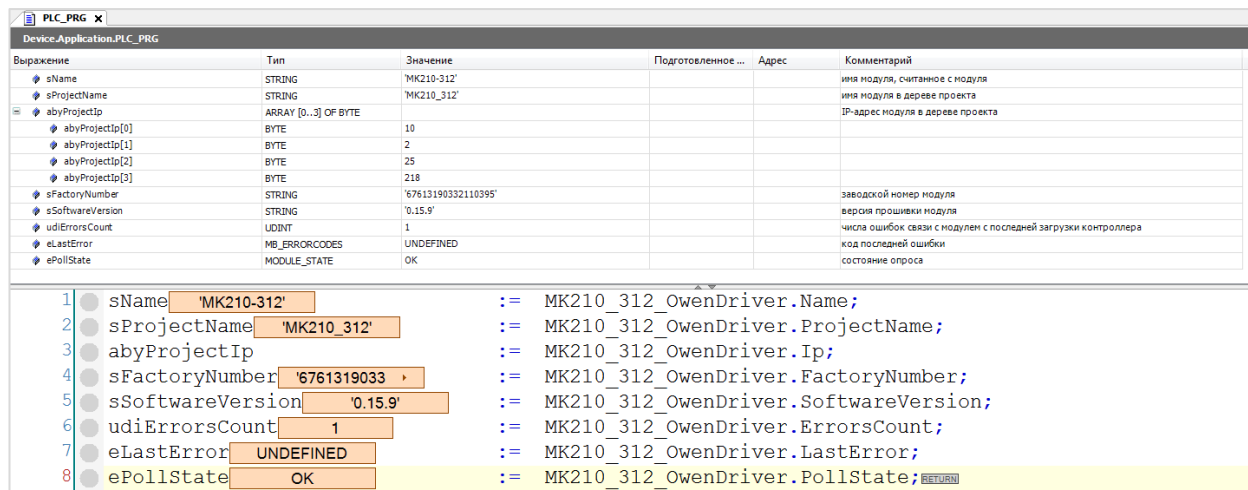 PLC_PRG X
Device.Application.PLC_PRG
Выражение Тип Значение Подготовленное ... Адрес Комментарий
sName STRING 'MK210-312' имя модуля, считанное с модуля
sProjectName STRING 'MK210_312' имя модуля в дереве проекта
abyProjectIp ARRAY [0..3] OF BYTE IP-адрес модуля в дереве проекта
abyProjectIp[0] BYTE 10
abyProjectIp[1] BYTE 2
abyProjectIp[2] BYTE 25
abyProjectIp[3] BYTE 218
sFactoryNumber STRING '67613190332110395' заводской номер модуля
sSoftwareVersion STRING '0.15.9' версия прошивки модуля
udiErrorsCount UDINT 1 числа ошибок связи с модулем с последней загрузки контроллера
eLastError MB_ERRORCODES UNDEFINED код последней ошибки
ePollState MODULE_STATE OK состояние опроса
1 sName 'MK210-312' := MK210_312_OwenDriver.Name;
2 sProjectName 'MK210_312' := MK210_312_OwenDriver.ProjectName;
3 abyProjectIp := MK210_312_OwenDriver.Ip;
4 sFactoryNumber '6761319033 := MK210_312_OwenDriver.FactoryNumber;
5 sSoftwareVersion '0.15.9' := MK210_312_OwenDriver.SoftwareVersion;
6 udiErrorsCount 1 := MK210_312_OwenDriver.ErrorsCount;
7 eLastError UNDEFINED := MK210_312_OwenDriver.LastError;
8 ePollState OK := MK210_312_OwenDriver.PollState; RETURN